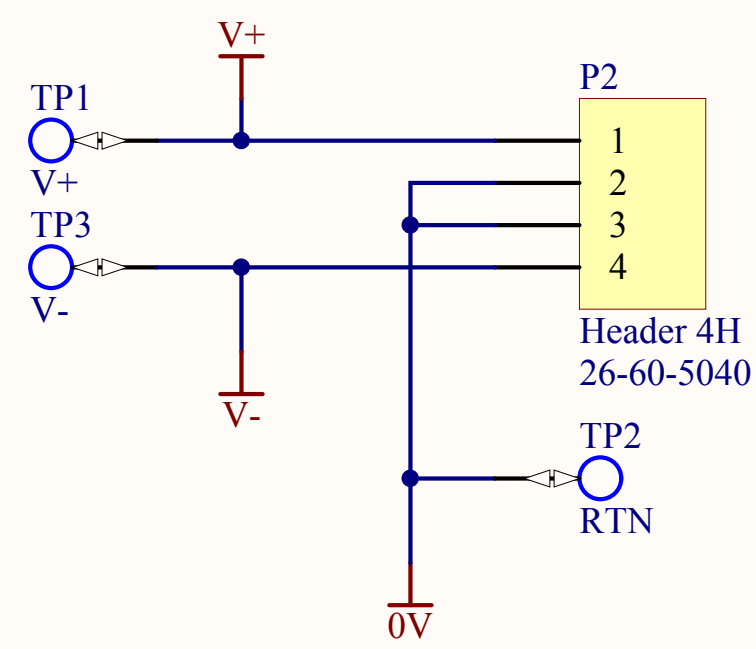 V+
P2
TP1
1
V+
2
TP3
3
4
V-
Header 4H
26-60-5040
V-
TP2
RTN
0V